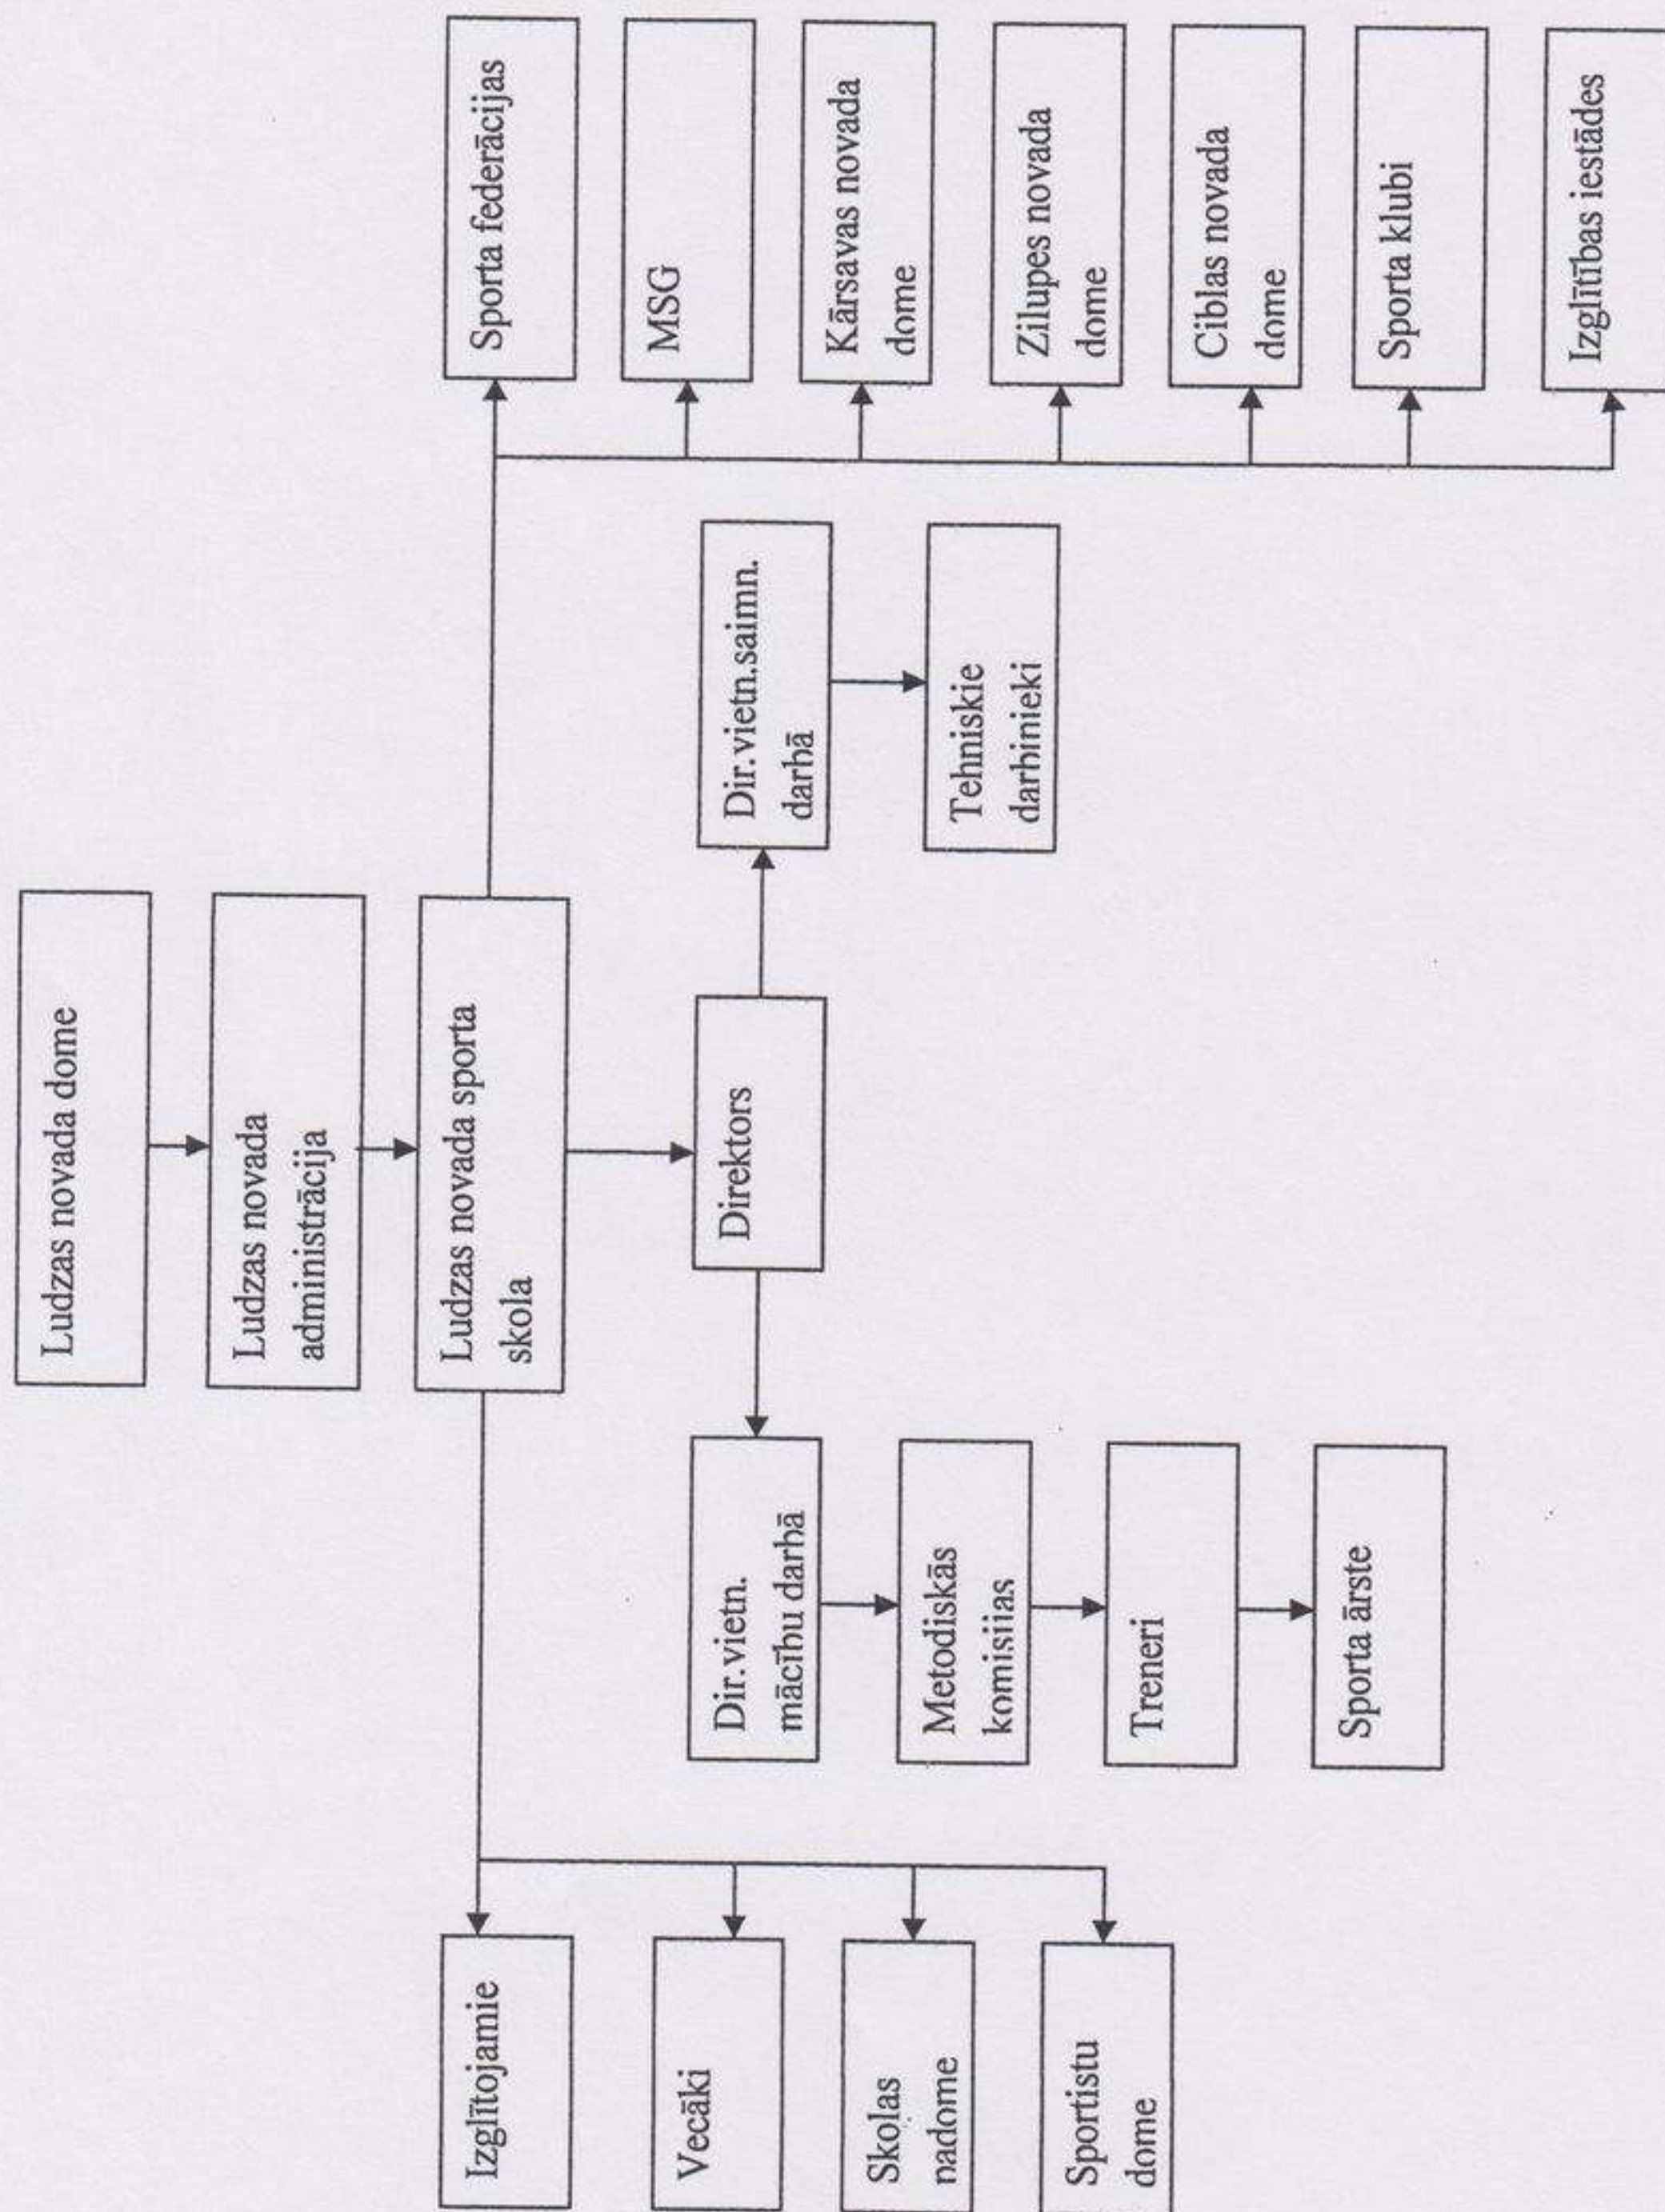 Ludzas novada dome
Ludzas novada
administrācija
Ludzas novada sporta
skola
Izglītojamie
Vecāki
Skolas
padome
Sportistu
dome
Direktors
Dir.vietn.
mācību darbā
Metodiskās
komisijas
Treneri
Sporta ārste
Dir.vietn.saimn.
darbā
Tehniskie
darbinieki
Sporta federācijas
MSG
Kārsavas novada
dome
Zilupes novada
dome
Ciblas novada
dome
Sporta klubi
Izglītības iestādes